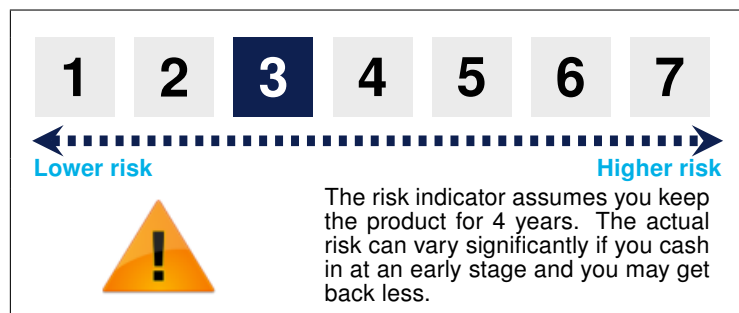 1 2 3 4 5 6 7
Lower risk Higher risk
!
The risk indicator assumes you keep
the product for 4 years. The actual
risk can vary significantly if you cash
in at an early stage and you may get
back less.